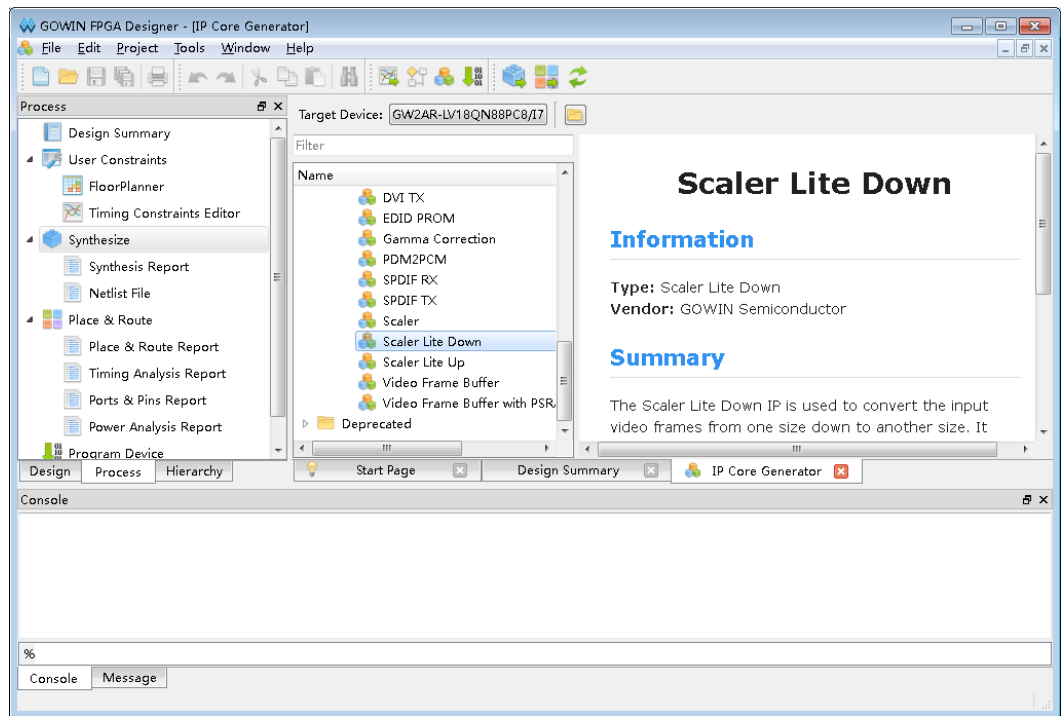 GOWIN FPGA Designer - [IP Core Generator]
File Edit Project Tools Window Help
Process
Design Summary
User Constraints
FloorPlanner
Timing Constraints Editor
Synthesize
Synthesis Report
Netlist File
Place & Route
Place & Route Report
Timing Analysis Report
Ports & Pins Report
Power Analysis Report
Program Device
Design Process Hierarchy
Target Device: GW2AR-LV18QN88PC8/I7
Filter
Name
DVI TX
EDID PROM
Gamma Correction
PDM2PCM
SPDIF RX
SPDIF TX
Scaler
Scaler Lite Down
Scaler Lite Up
Video Frame Buffer
Video Frame Buffer with PSR
Deprecated
Scaler Lite Down
Information
Type: Scaler Lite Down
Vendor: GOWIN Semiconductor
Summary
The Scaler Lite Down IP is used to convert the input
video frames from one size down to another size. It
Start Page Design Summary IP Core Generator
Console
%
Console Message